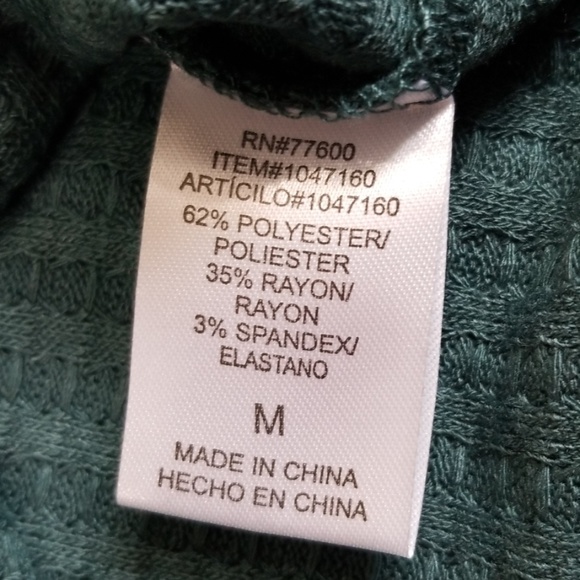 RN#77600
ITEM#1047160
ARTÍCILO#1047160
62% POLYESTER/
POLIESTER
35% RAYON/
RAYON
3% SPANDEX/
ELASTANO
M
MADE IN CHINA
HECHO EN CHINA